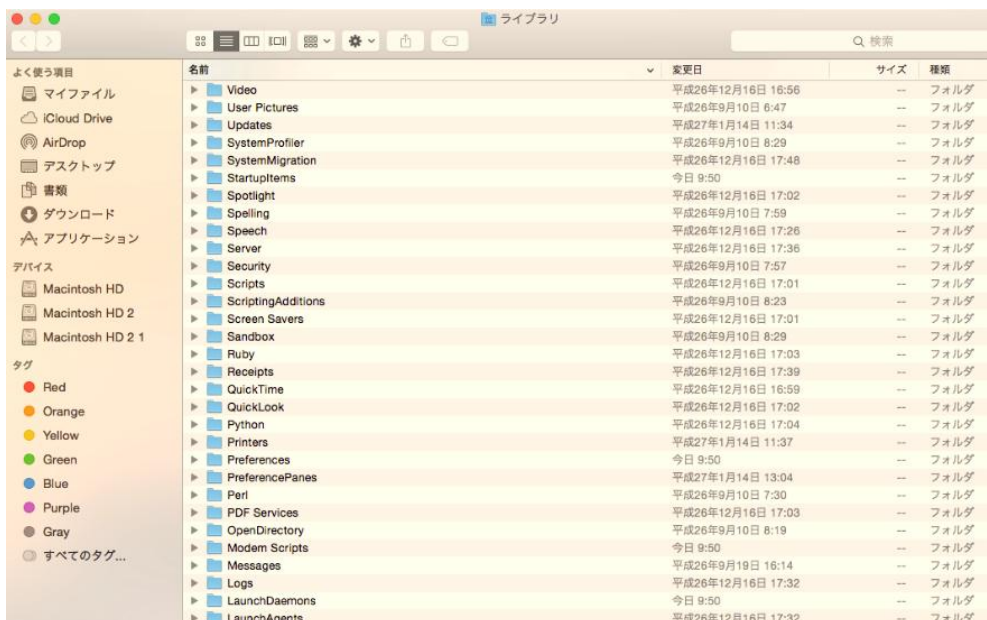 ライブラリ
検索
よく使う項目
マイファイル
iCloud Drive
AirDrop
デスクトップ
書類
ダウンロード
アプリケーション
デバイス
Macintosh HD
Macintosh HD 2
Macintosh HD 2 1
タグ
Red
Orange
Yellow
Green
Blue
Purple
Gray
すべてのタグ...
名前 変更日 サイズ 種類
Video 平成26年12月16日 16:56 -- フォルダ
User Pictures 平成26年9月10日 6:47 -- フォルダ
Updates 平成27年1月14日 11:34 -- フォルダ
SystemProfiler 平成26年9月10日 8:29 -- フォルダ
SystemMigration 平成26年12月16日 17:48 -- フォルダ
StartupItems 今日 9:50 -- フォルダ
Spotlight 平成26年12月16日 17:02 -- フォルダ
Spelling 平成26年9月10日 7:59 -- フォルダ
Speech 平成26年12月16日 17:26 -- フォルダ
Server 平成26年12月16日 17:36 -- フォルダ
Security 平成26年9月10日 7:57 -- フォルダ
Scripts 平成26年12月16日 17:01 -- フォルダ
ScriptingAdditions 平成26年9月10日 8:23 -- フォルダ
Screen Savers 平成26年12月16日 17:01 -- フォルダ
Sandbox 平成26年9月10日 8:29 -- フォルダ
Ruby 平成26年12月16日 17:03 -- フォルダ
Receipts 平成26年12月16日 17:39 -- フォルダ
QuickTime 平成26年12月16日 16:59 -- フォルダ
QuickLook 平成26年12月16日 17:02 -- フォルダ
Python 平成26年12月16日 17:04 -- フォルダ
Printers 平成27年1月14日 11:37 -- フォルダ
Preferences 今日 9:50 -- フォルダ
PreferencePanes 平成27年1月14日 13:04 -- フォルダ
Perl 平成26年9月10日 7:30 -- フォルダ
PDF Services 平成26年12月16日 17:03 -- フォルダ
OpenDirectory 平成26年9月10日 8:19 -- フォルダ
Modem Scripts 今日 9:50 -- フォルダ
Messages 平成26年9月19日 16:14 -- フォルダ
Logs 平成26年12月16日 17:32 -- フォルダ
LaunchDaemons 今日 9:50 -- フォルダ
LaunchAgents 平成26年12月16日 17:32 -- フォルダ